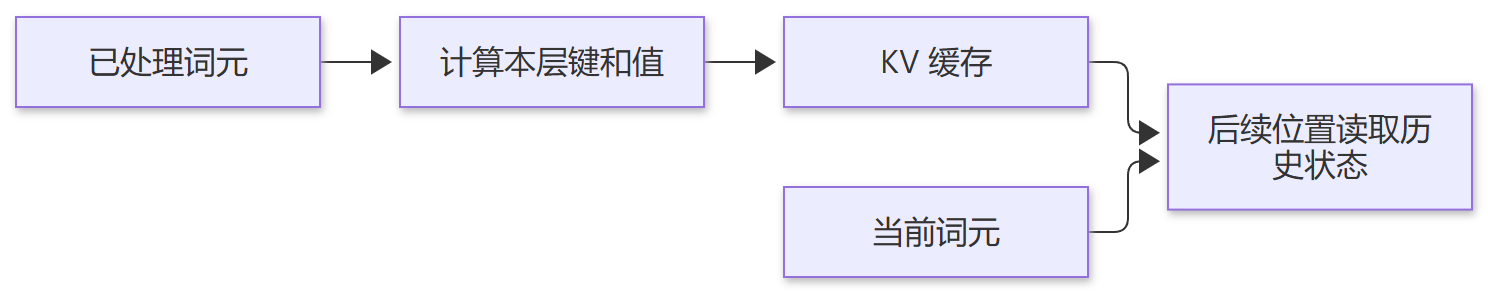 已处理词元
计算本层键和值
KV 缓存
后续位置读取历
史状态
当前词元